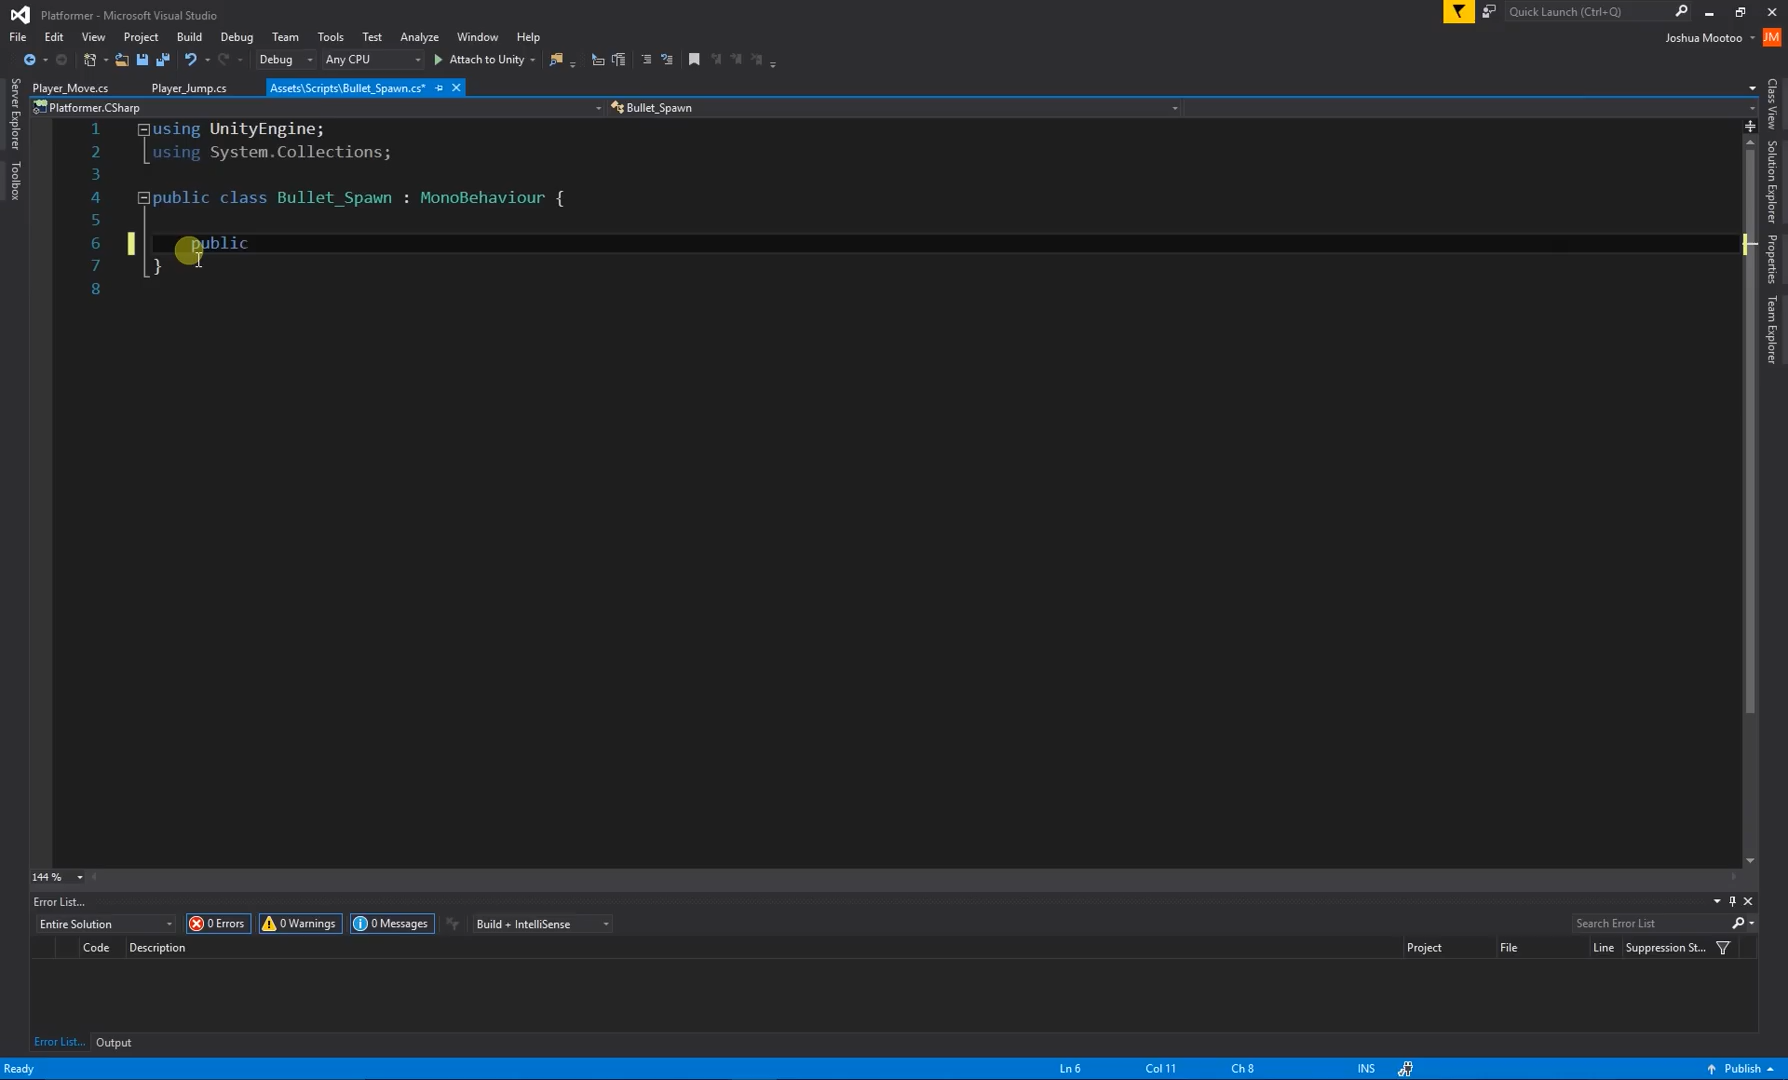 Platformer - Microsoft Visual Studio
Quick Launch (Ctrl+Q)
File Edit View Project Build Debug Team Tools Test Analyze Window Help
Joshua Mootoo JM
Debug Any CPU Attach to Unity
Player_Move.cs Player_Jump.cs Assets\Scripts\Bullet_Spawn.cs*
Platformer.CSharp Bullet_Spawn
1 using UnityEngine;
2 using System.Collections;
3
4 public class Bullet_Spawn : MonoBehaviour {
5
6 public
7 }
8
Server Explorer
Toolbox
Class View
Solution Explorer
Properties
Team Explorer
144 %
Error List...
Entire Solution 0 Errors 0 Warnings 0 Messages Build + IntelliSense Search Error List
Code Description Project File Line Suppression St...
Error List... Output
Ready Ln 6 Col 11 Ch 8 INS Publish